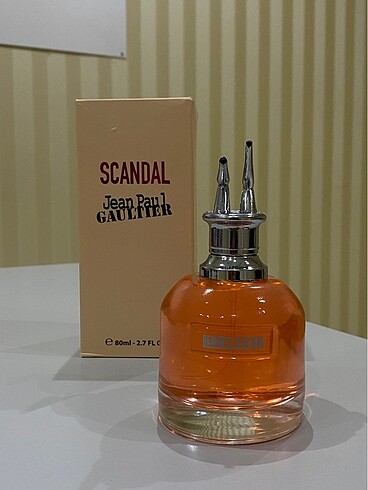 SCANDAL
Jean Paul
GAULTIER
℮ 80ml - 2.7 FL